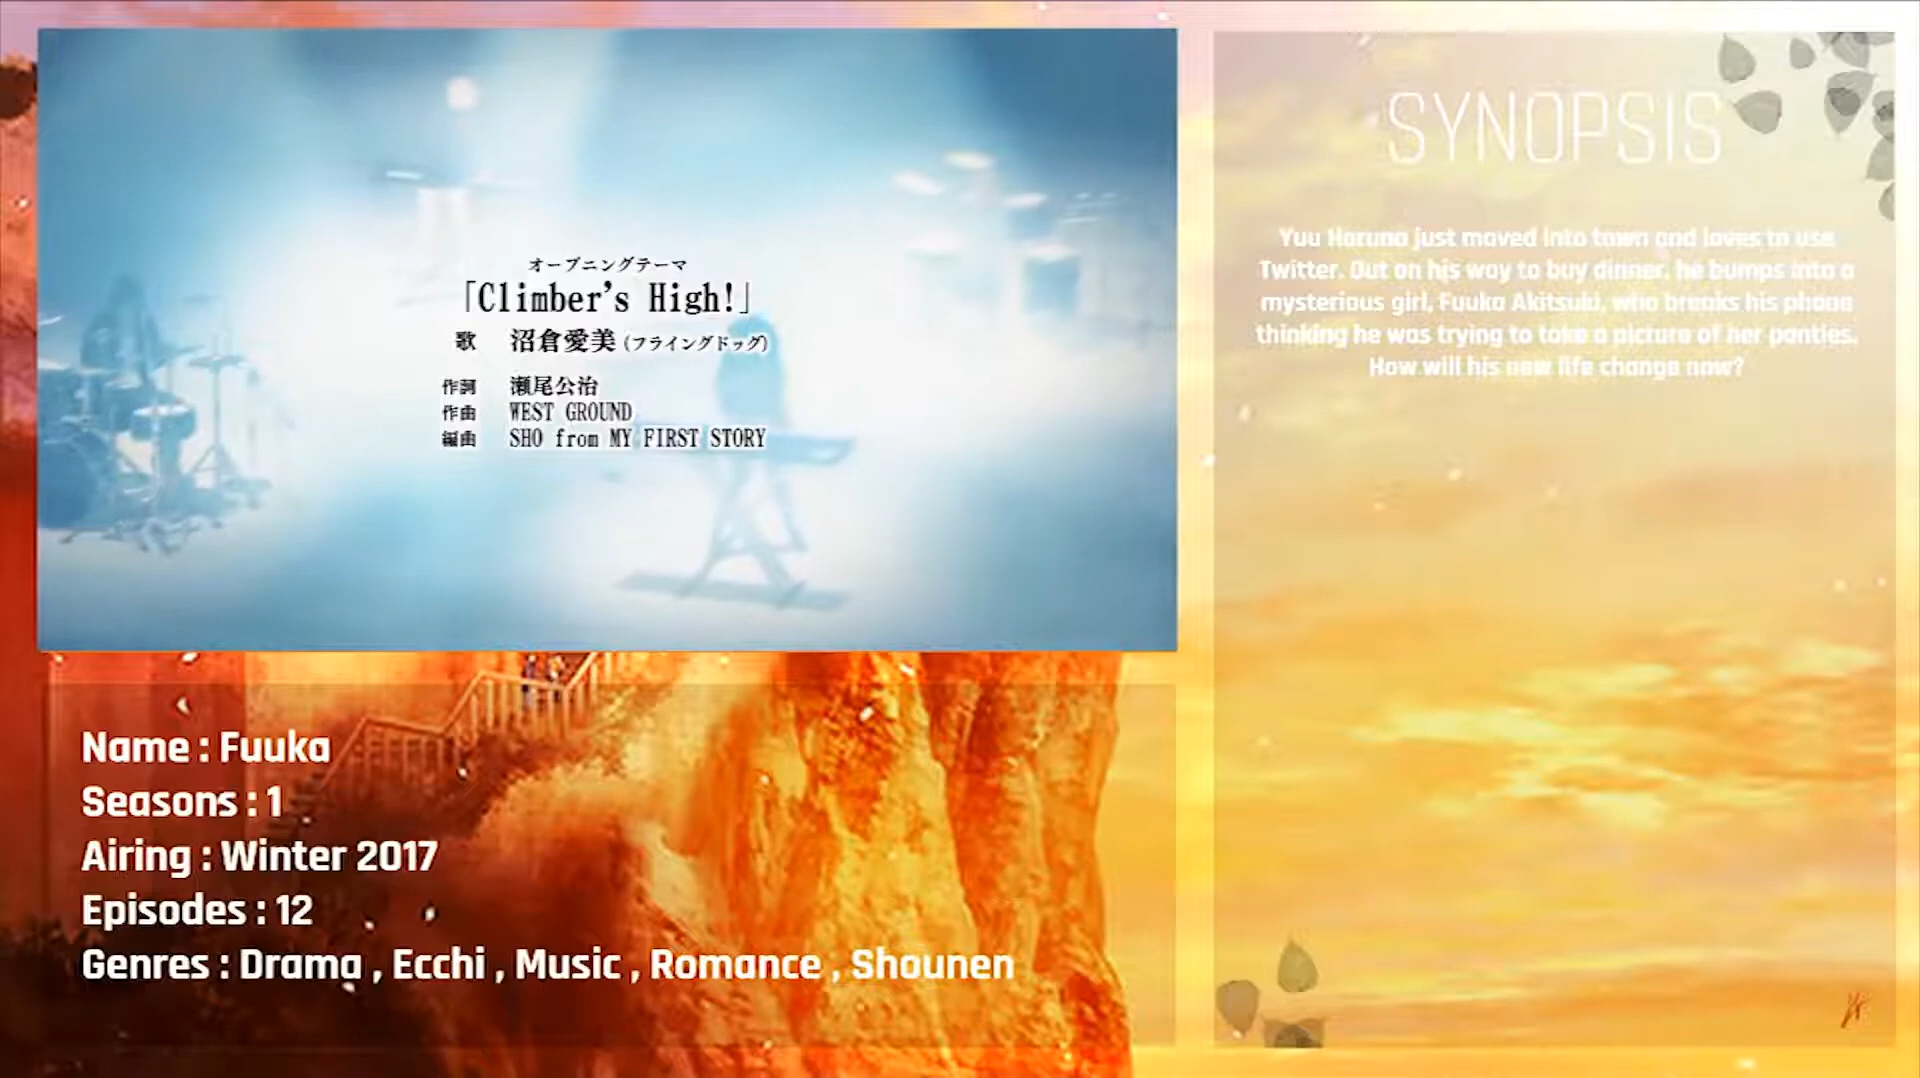 オープニングテーマ
「Climber's High!」
歌 沼倉愛美(フライングドッグ)
作詞 瀬尾公治
作曲 WEST GROUND
編曲 SHO from MY FIRST STORY
SYNOPSIS
Yuu Haruna just moved into town and loves to use
Twitter. Out on his way to buy dinner, he bumps into a
mysterious girl, Fuuka Akitsuki, who breaks his phone
thinking he was trying to take a picture of her panties.
How will his new life change now?
Name : Fuuka
Seasons : 1
Airing : Winter 2017
Episodes : 12
Genres : Drama , Ecchi , Music , Romance , Shounen